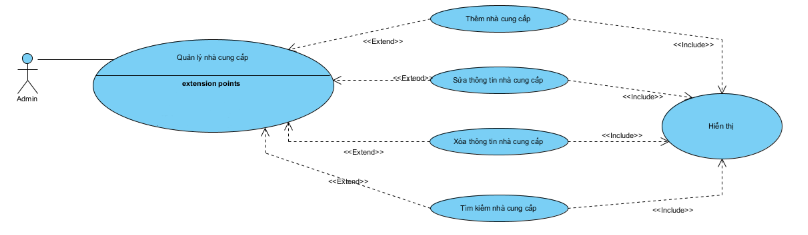 Thêm nhà cung cấp
<<Extend>>
<<Include>>
Quản lý nhà cung cấp
extension points
<<Extend>>
Sửa thông tin nhà cung cấp
<<Include>>
Admin
Hiển thị
Xóa thông tin nhà cung cấp
<<Include>>
<<Extend>>
<<Extend>>
Tìm kiếm nhà cung cấp
<<Include>>